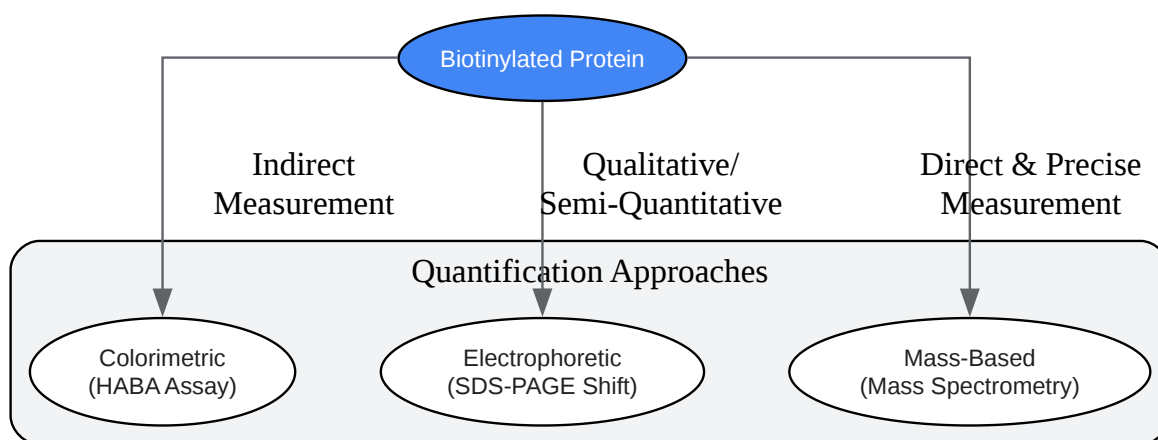 Biotinylated Protein
Indirect
Measurement
Qualitative/
Semi-Quantitative
Direct & Precise
Measurement
Quantification Approaches
Colorimetric
(HABA Assay)
Electrophoretic
(SDS-PAGE Shift)
Mass-Based
(Mass Spectrometry)